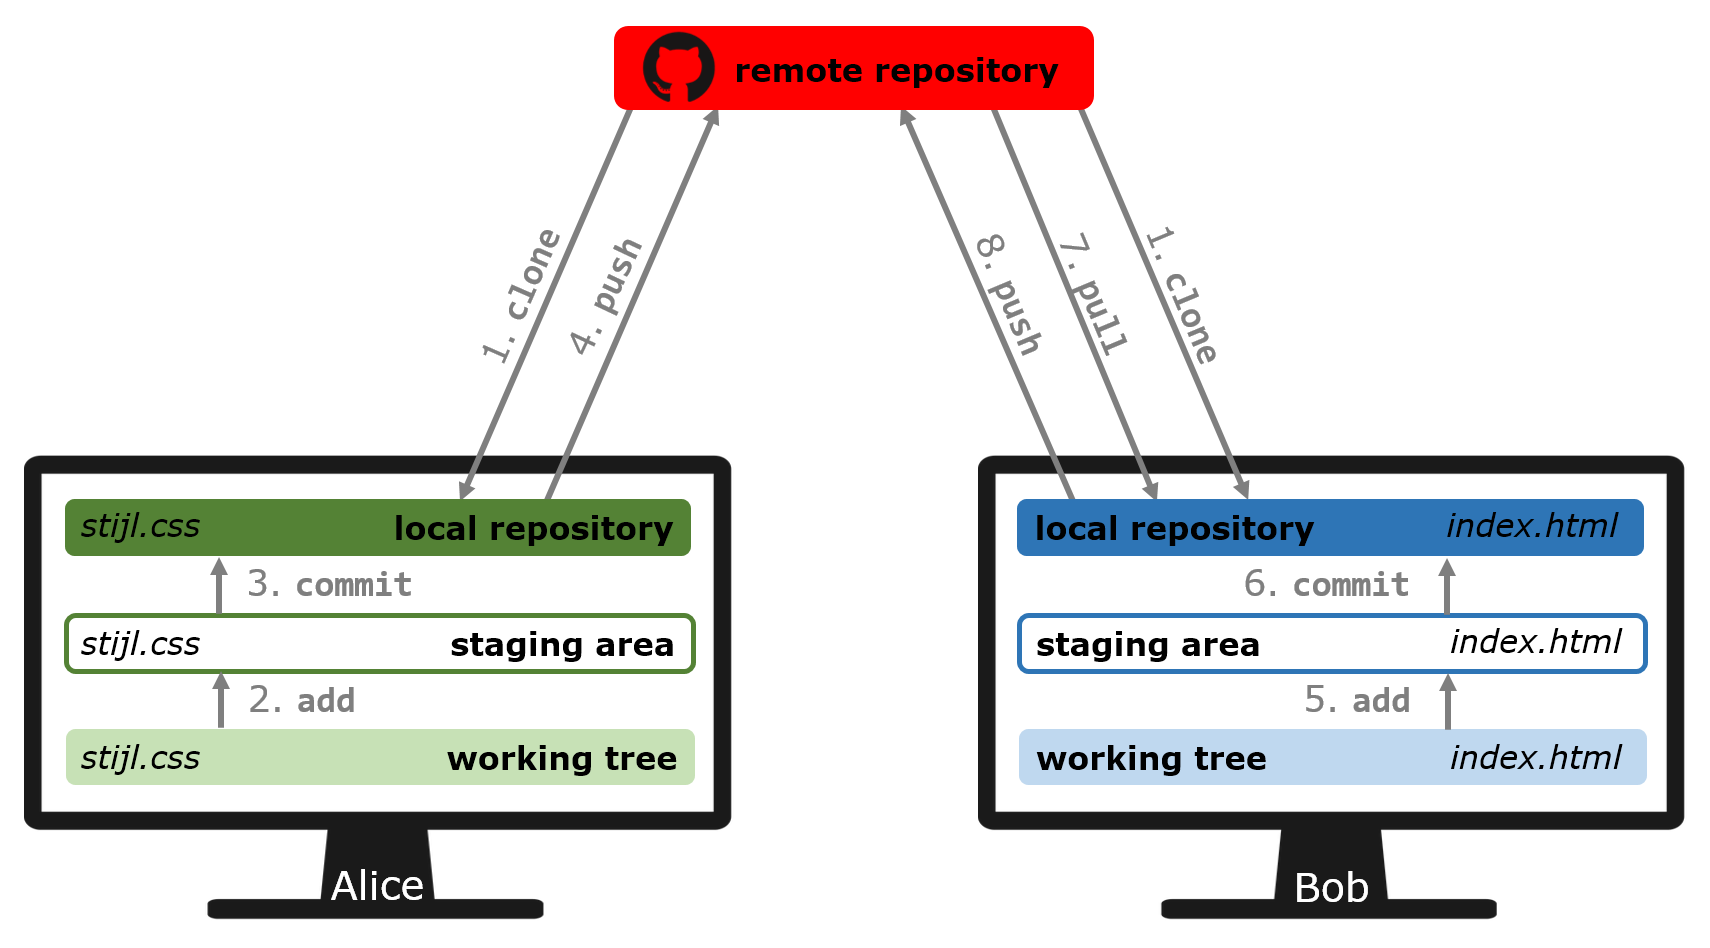 remote repository
1. clone
4. push
8. push
7. pull
1. clone
stijl.css local repository
3. commit
stijl.css staging area
2. add
stijl.css working tree
Alice
local repository index.html
6. commit
staging area index.html
5. add
working tree index.html
Bob